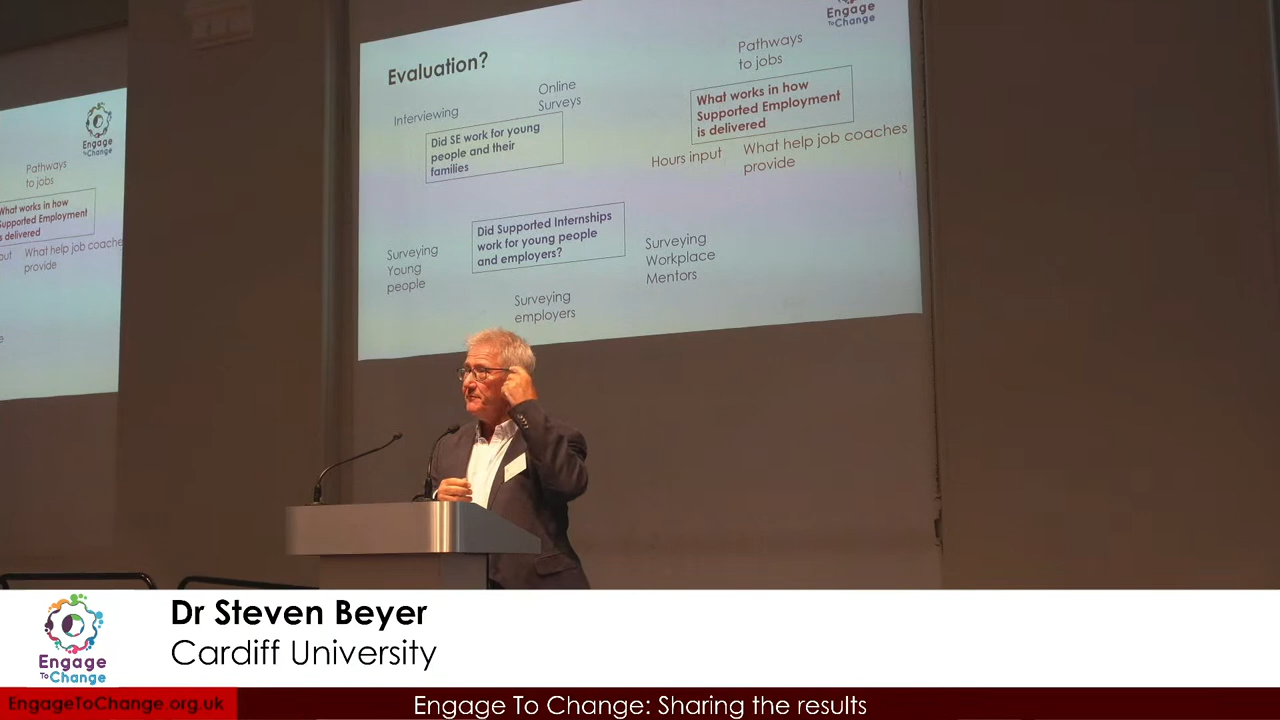 Evaluation?
Engage
To Change
Pathways
to jobs
Interviewing
Online
Surveys
What works in how
Supported Employment
is delivered
Did SE work for young
people and their
families
Hours input
What help job coaches
provide
Did Supported Internships
work for young people
and employers?
Surveying
Young
people
Surveying
Workplace
Mentors
Surveying
employers
Engage
To Change
Pathways
to jobs
What works in how
Supported Employment
is delivered
What help job coaches
provide
Dr Steven Beyer
Cardiff University
Engage
To Change
EngageToChange.org.uk
Engage To Change: Sharing the results